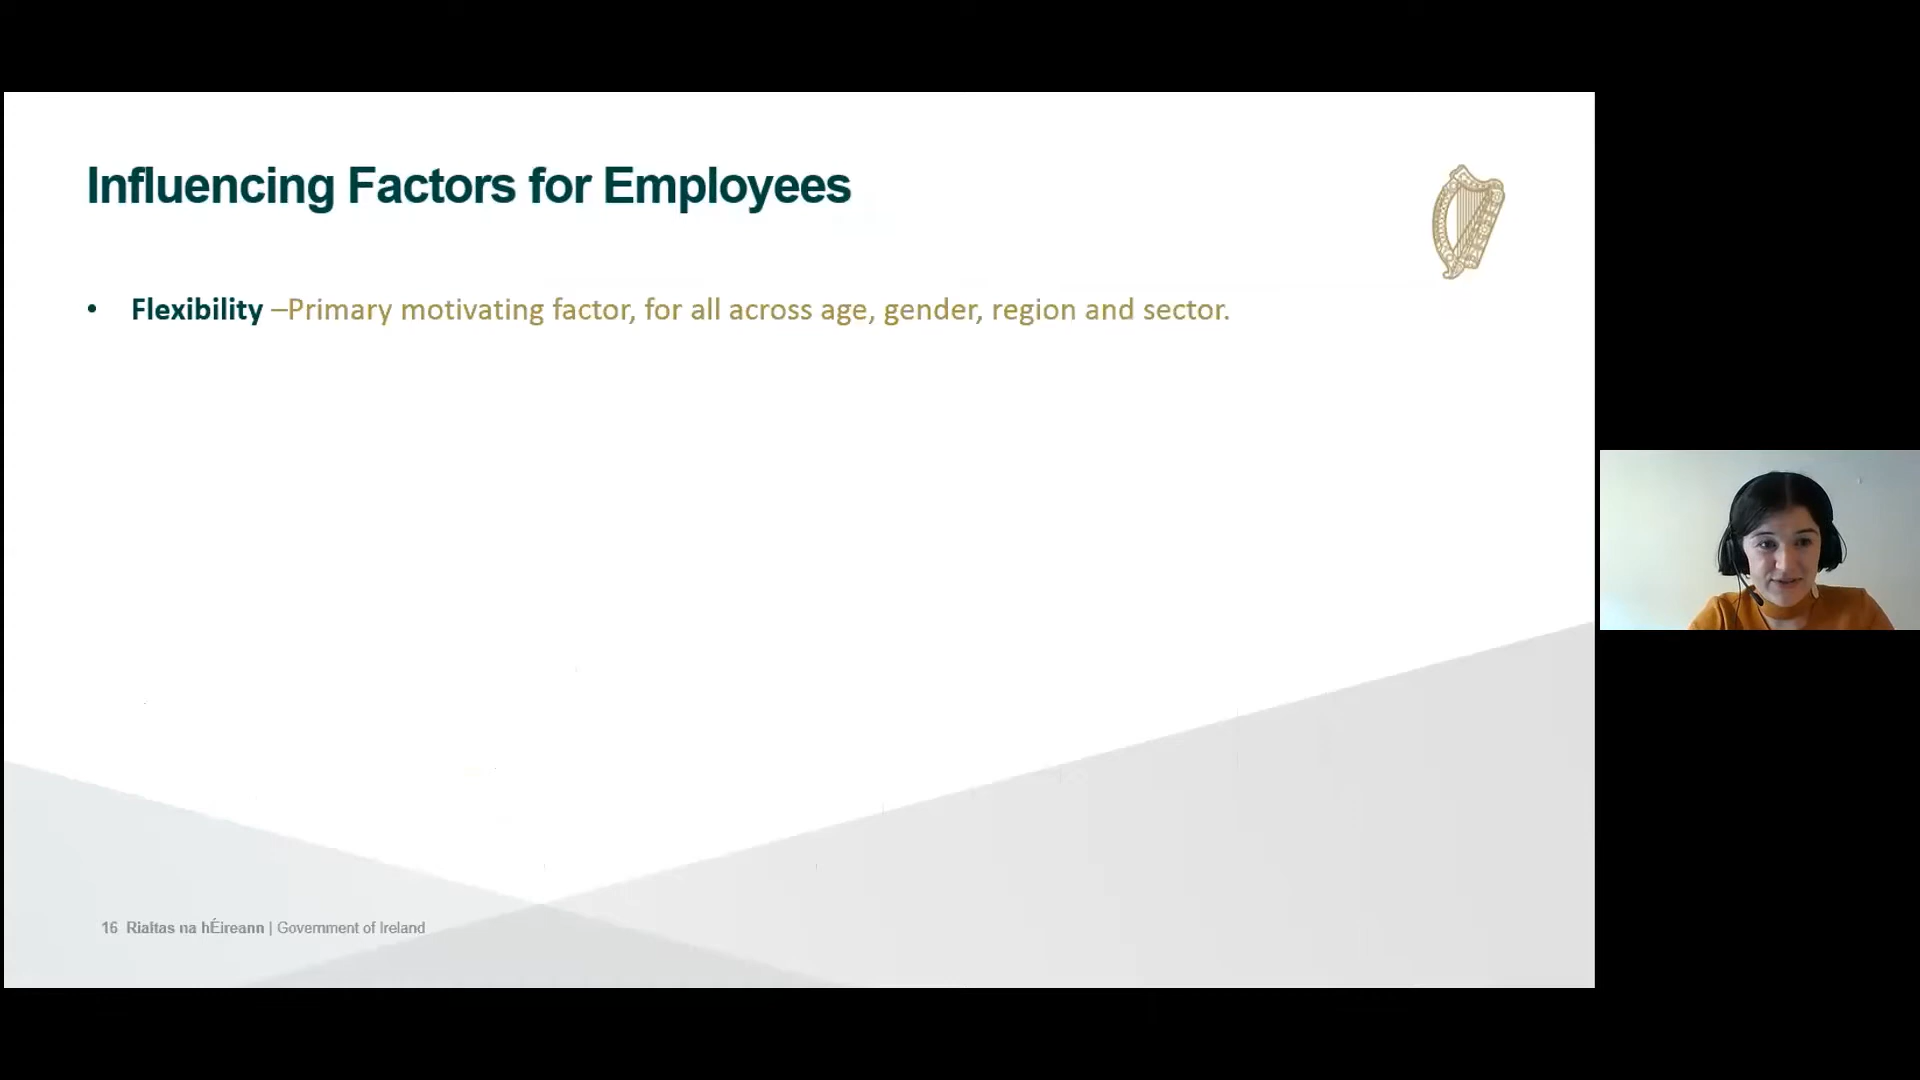 Influencing Factors for Employees
• Flexibility –Primary motivating factor, for all across age, gender, region and sector.
16 Rialtas na hÉireann | Government of Ireland